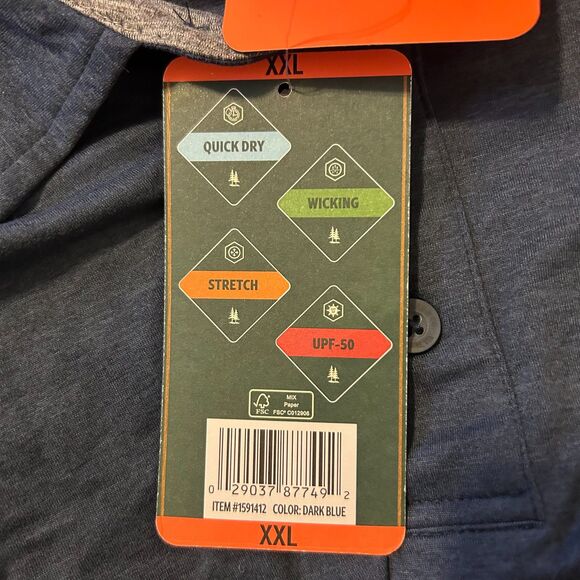 XXL
QUICK DRY
WICKING
STRETCH
UPF-50
MIX
Paper
FSC® C012906
FSC
0 29037 87749 2
ITEM #1591412 COLOR: DARK BLUE
XXL